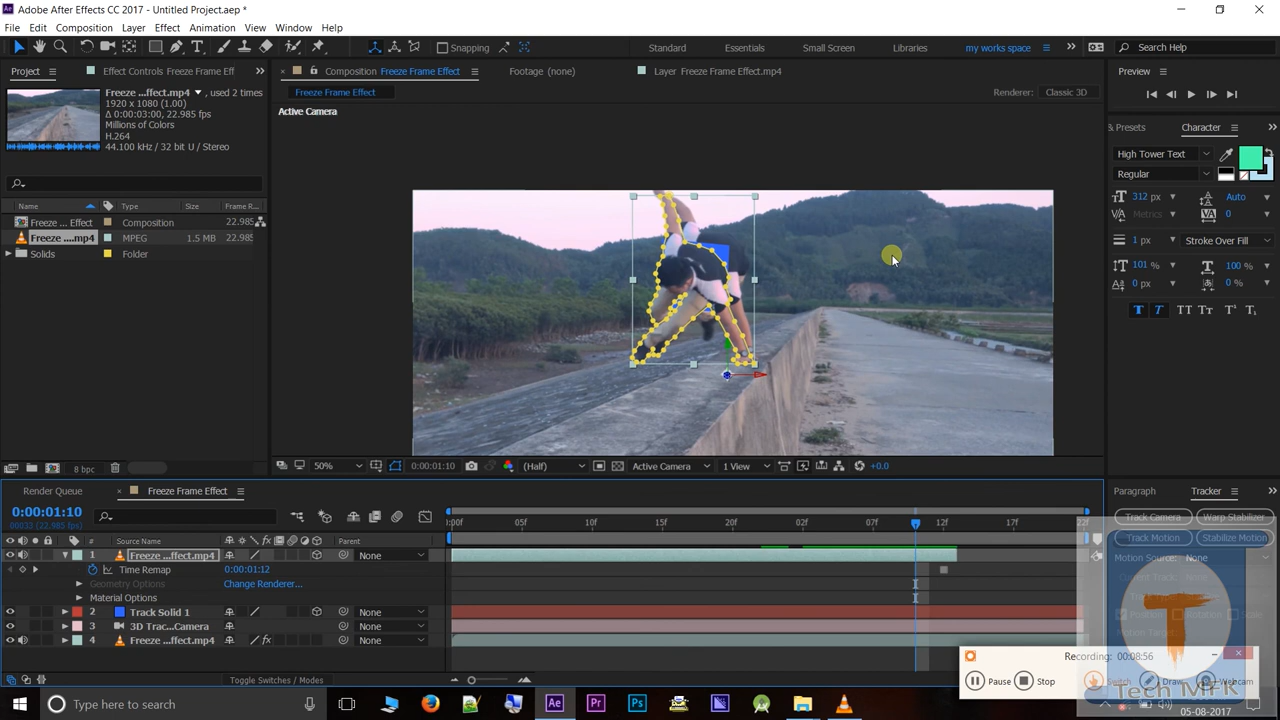 Adobe After Effects CC 2017 - Untitled Project.aep *
File Edit Composition Layer Effect Animation View Window Help
Snapping Standard Essentials Small Screen Libraries my works space Search Help
Project Effect Controls Freeze Frame Eff Composition Freeze Frame Effect Footage (none) Layer Freeze Frame Effect.mp4 Preview
Freeze ...ffect.mp4 , used 2 times
1920 x 1080 (1.00)
0:00:03:00, 22.985 fps
Millions of Colors
H.264
44.100 kHz / 32 bit U / Stereo
Freeze Frame Effect Renderer: Classic 3D
Active Camera
& Presets Character
High Tower Text
Regular
312 px Auto
Metrics 0
1 px Stroke Over Fill
101 % 100 %
0 px 0 %
T T TT Tr T¹ T₁
Name Type Size Frame R...
Freeze ... Effect Composition 22.985
Freeze ....mp4 MPEG 1.5 MB 22.985
Solids Folder
8 bpc
50% 0:00:01:10 (Half) Active Camera 1 View +0.0
Render Queue Freeze Frame Effect Paragraph Tracker
0:00:01:10
00033 (22.985 fps)
:00f 05f 10f 15f 20f 02f 07f 12f 17f 22f
Track Camera Warp Stabilizer
Track Motion Stabilize Motion
Motion Source: None
# Source Name Parent
1 Freeze ...ffect.mp4 None
Time Remap 0:00:01:12
Geometry Options Change Renderer...
Material Options
2 Track Solid 1 None
3 3D Trac...Camera None
4 Freeze ...ffect.mp4 None
Toggle Switches / Modes
Recording: 00:08:56
Pause Stop Switch Draw Webcam
Tech MFK
Type here to search
05-08-2017